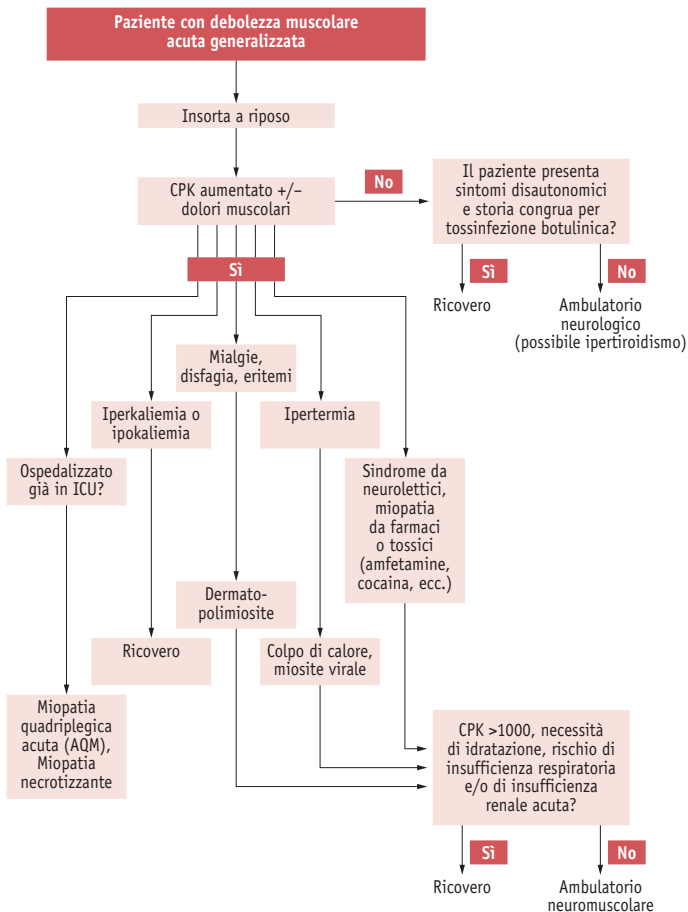 Paziente con debolezza muscolare
acuta generalizzata
Insorta a riposo
CPK aumentato +/–
dolori muscolari
No
Il paziente presenta
sintomi disautonomici
e storia congrua per
tossinfezione botulinica?
Sì
No
Ricovero
Ambulatorio
neurologico
(possibile ipertiroidismo)
Sì
Mialgie,
disfagia, eritemi
Iperkaliemia o
ipokaliemia
Ipertermia
Ospedalizzato
già in ICU?
Sindrome da
neurolettici,
miopatia
da farmaci
o tossici
(amfetamine,
cocaina, ecc.)
Dermato-
polimiosite
Ricovero
Colpo di calore,
miosite virale
Miopatia
quadriplegica
acuta (AQM),
Miopatia
necrotizzante
CPK >1000, necessità
di idratazione, rischio di
insufficienza respiratoria
e/o di insufficienza
renale acuta?
Sì
No
Ricovero
Ambulatorio
neuromuscolare